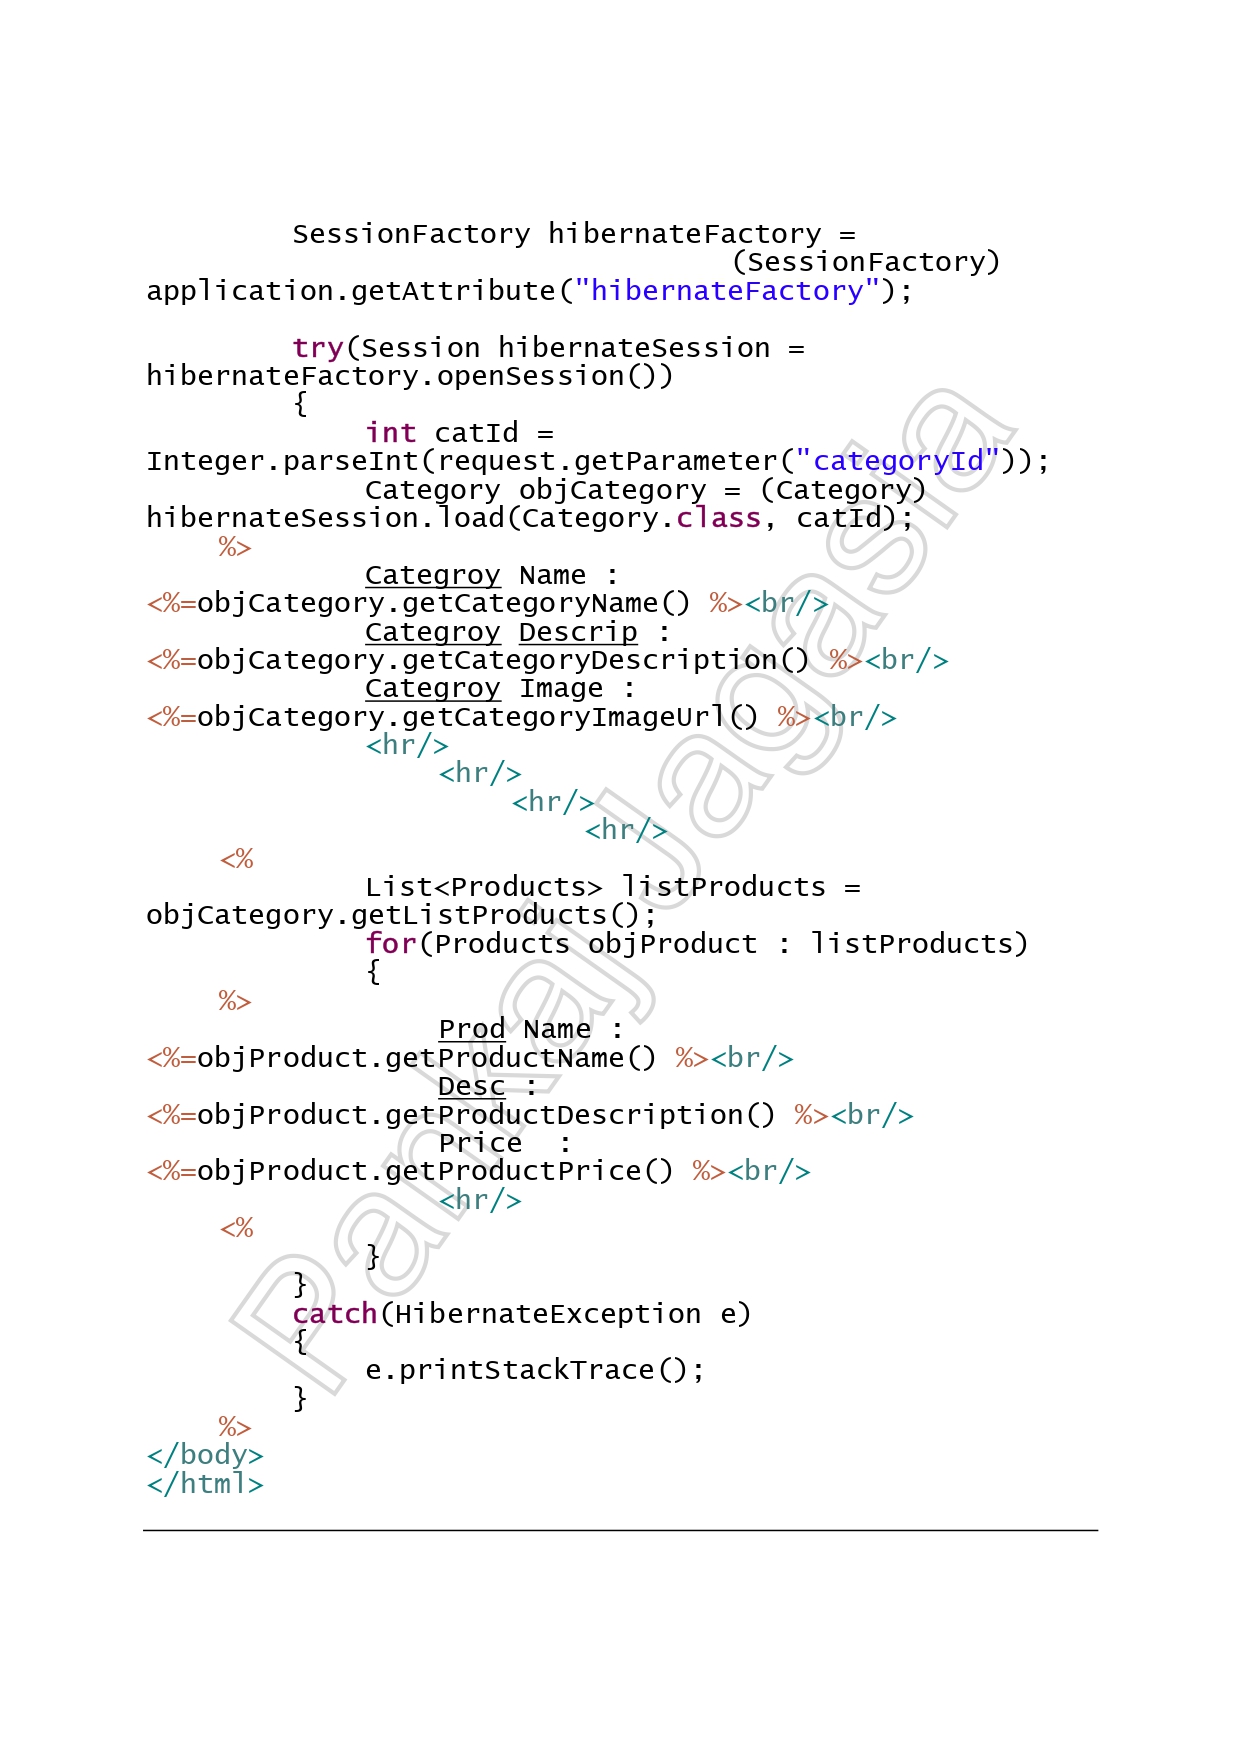 SessionFactory hibernateFactory =
(SessionFactory)
application.getAttribute("hibernateFactory");
try(Session hibernateSession =
hibernateFactory.openSession())
{
int catId =
Integer.parseInt(request.getParameter("categoryId"));
Category objCategory = (Category)
hibernateSession.load(Category.class, catId);
%>
Categroy Name :
<%=objCategory.getCategoryName() %><br/>
Categroy Descrip :
<%=objCategory.getCategoryDescription() %><br/>
Categroy Image :
<%=objCategory.getCategoryImageUrl() %><br/>
<hr/>
<hr/>
<hr/>
<hr/>
<%
List<Products> listProducts =
objCategory.getListProducts();
for(Products objProduct : listProducts)
{
%>
Prod Name :
<%=objProduct.getProductName() %><br/>
Desc :
<%=objProduct.getProductDescription() %><br/>
Price  :
<%=objProduct.getProductPrice() %><br/>
<hr/>
<%
}
}
catch(HibernateException e)
{
e.printStackTrace();
}
%>
</body>
</html>
Pankaj Jagasia